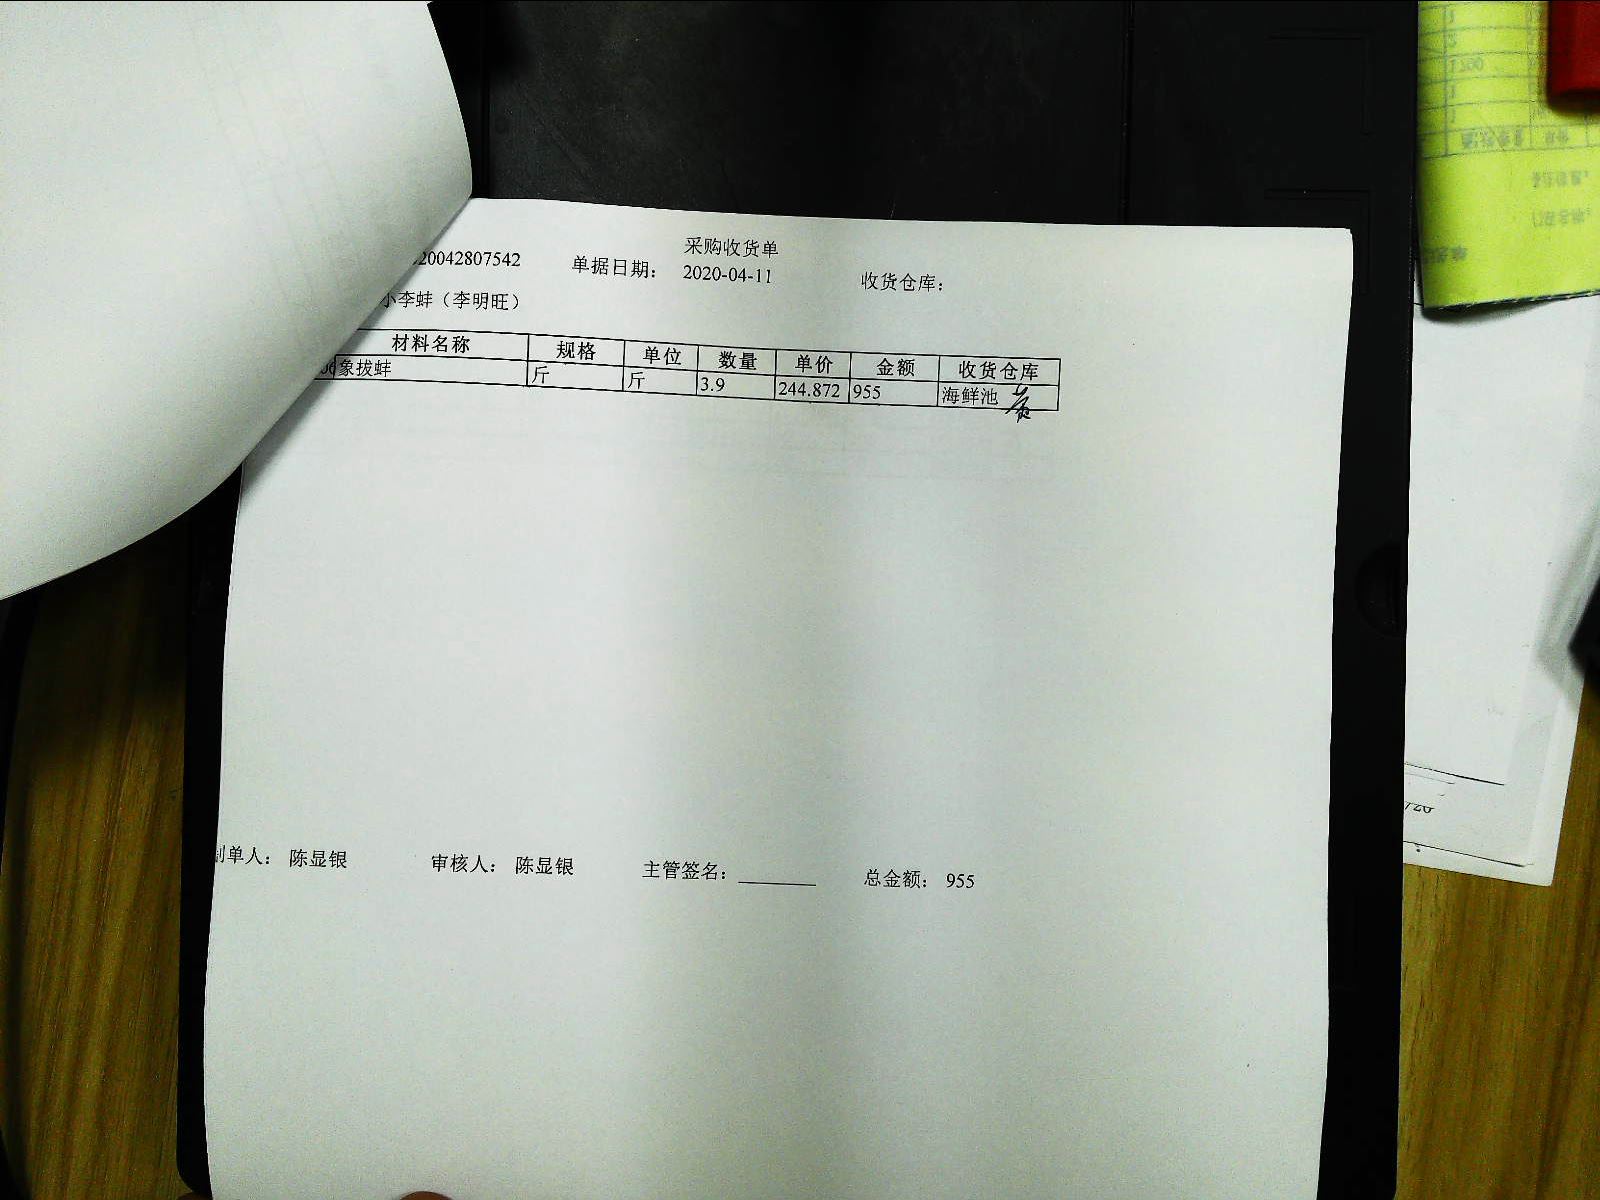 采购收货单
20042807542 单据日期： 2020-04-11 收货仓库：
小李蚌（李明旺）
材料名称 规格 单位 数量 单价 金额 收货仓库
象拔蚌 斤 斤 3.9 244.872 955 海鲜池
制单人： 陈显银 审核人： 陈显银 主管签名：________ 总金额： 955